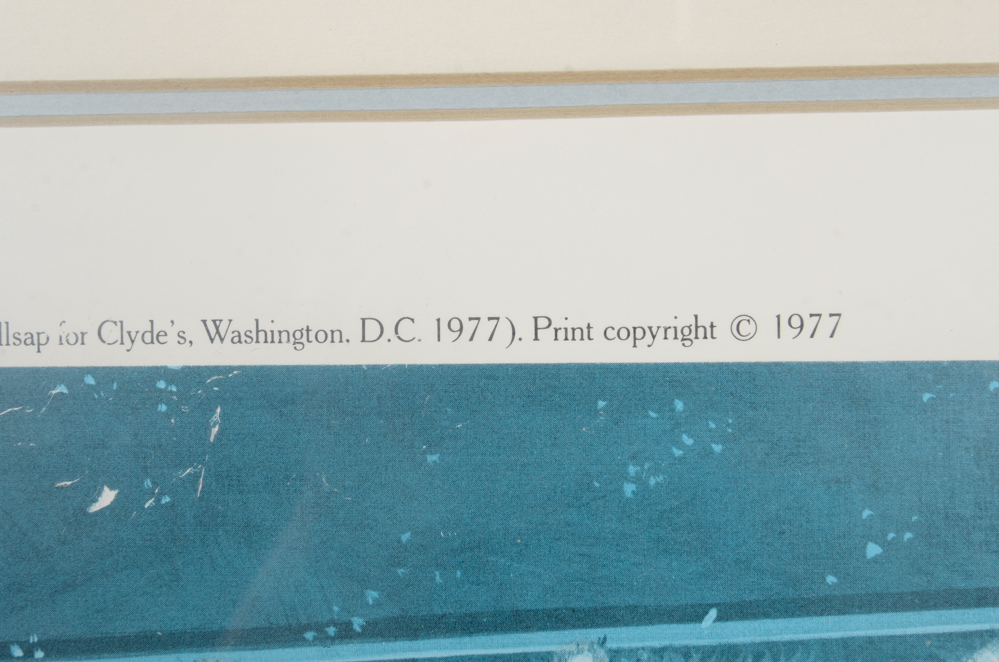 llsap for Clyde's, Washington. D.C. 1977). Print copyright © 1977